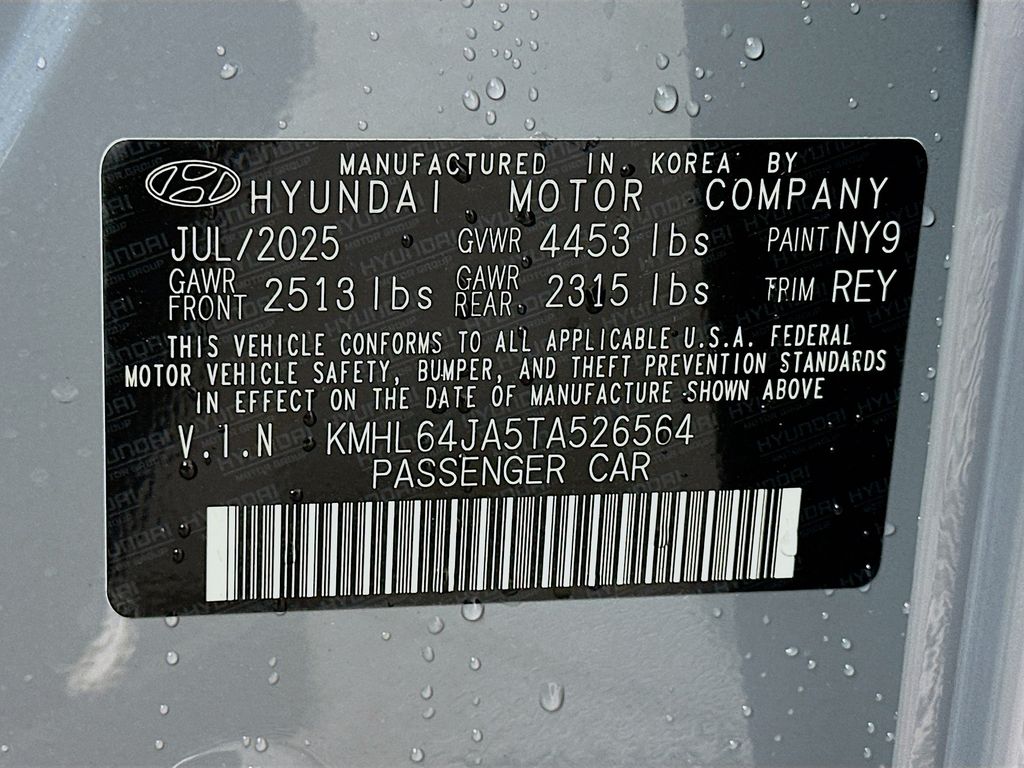 MANUFACTURED IN KOREA BY
HYUNDAI MOTOR COMPANY
JUL/2025 GVWR 4453 lbs PAINT NY9
GAWR FRONT 2513 lbs GAWR REAR 2315 lbs TRIM REY
THIS VEHICLE CONFORMS TO ALL APPLICABLE U.S.A. FEDERAL
MOTOR VEHICLE SAFETY, BUMPER, AND THEFT PREVENTION STANDARDS
IN EFFECT ON THE DATE OF MANUFACTURE SHOWN ABOVE
V.I.N KMHL64JA5TA526564
PASSENGER CAR